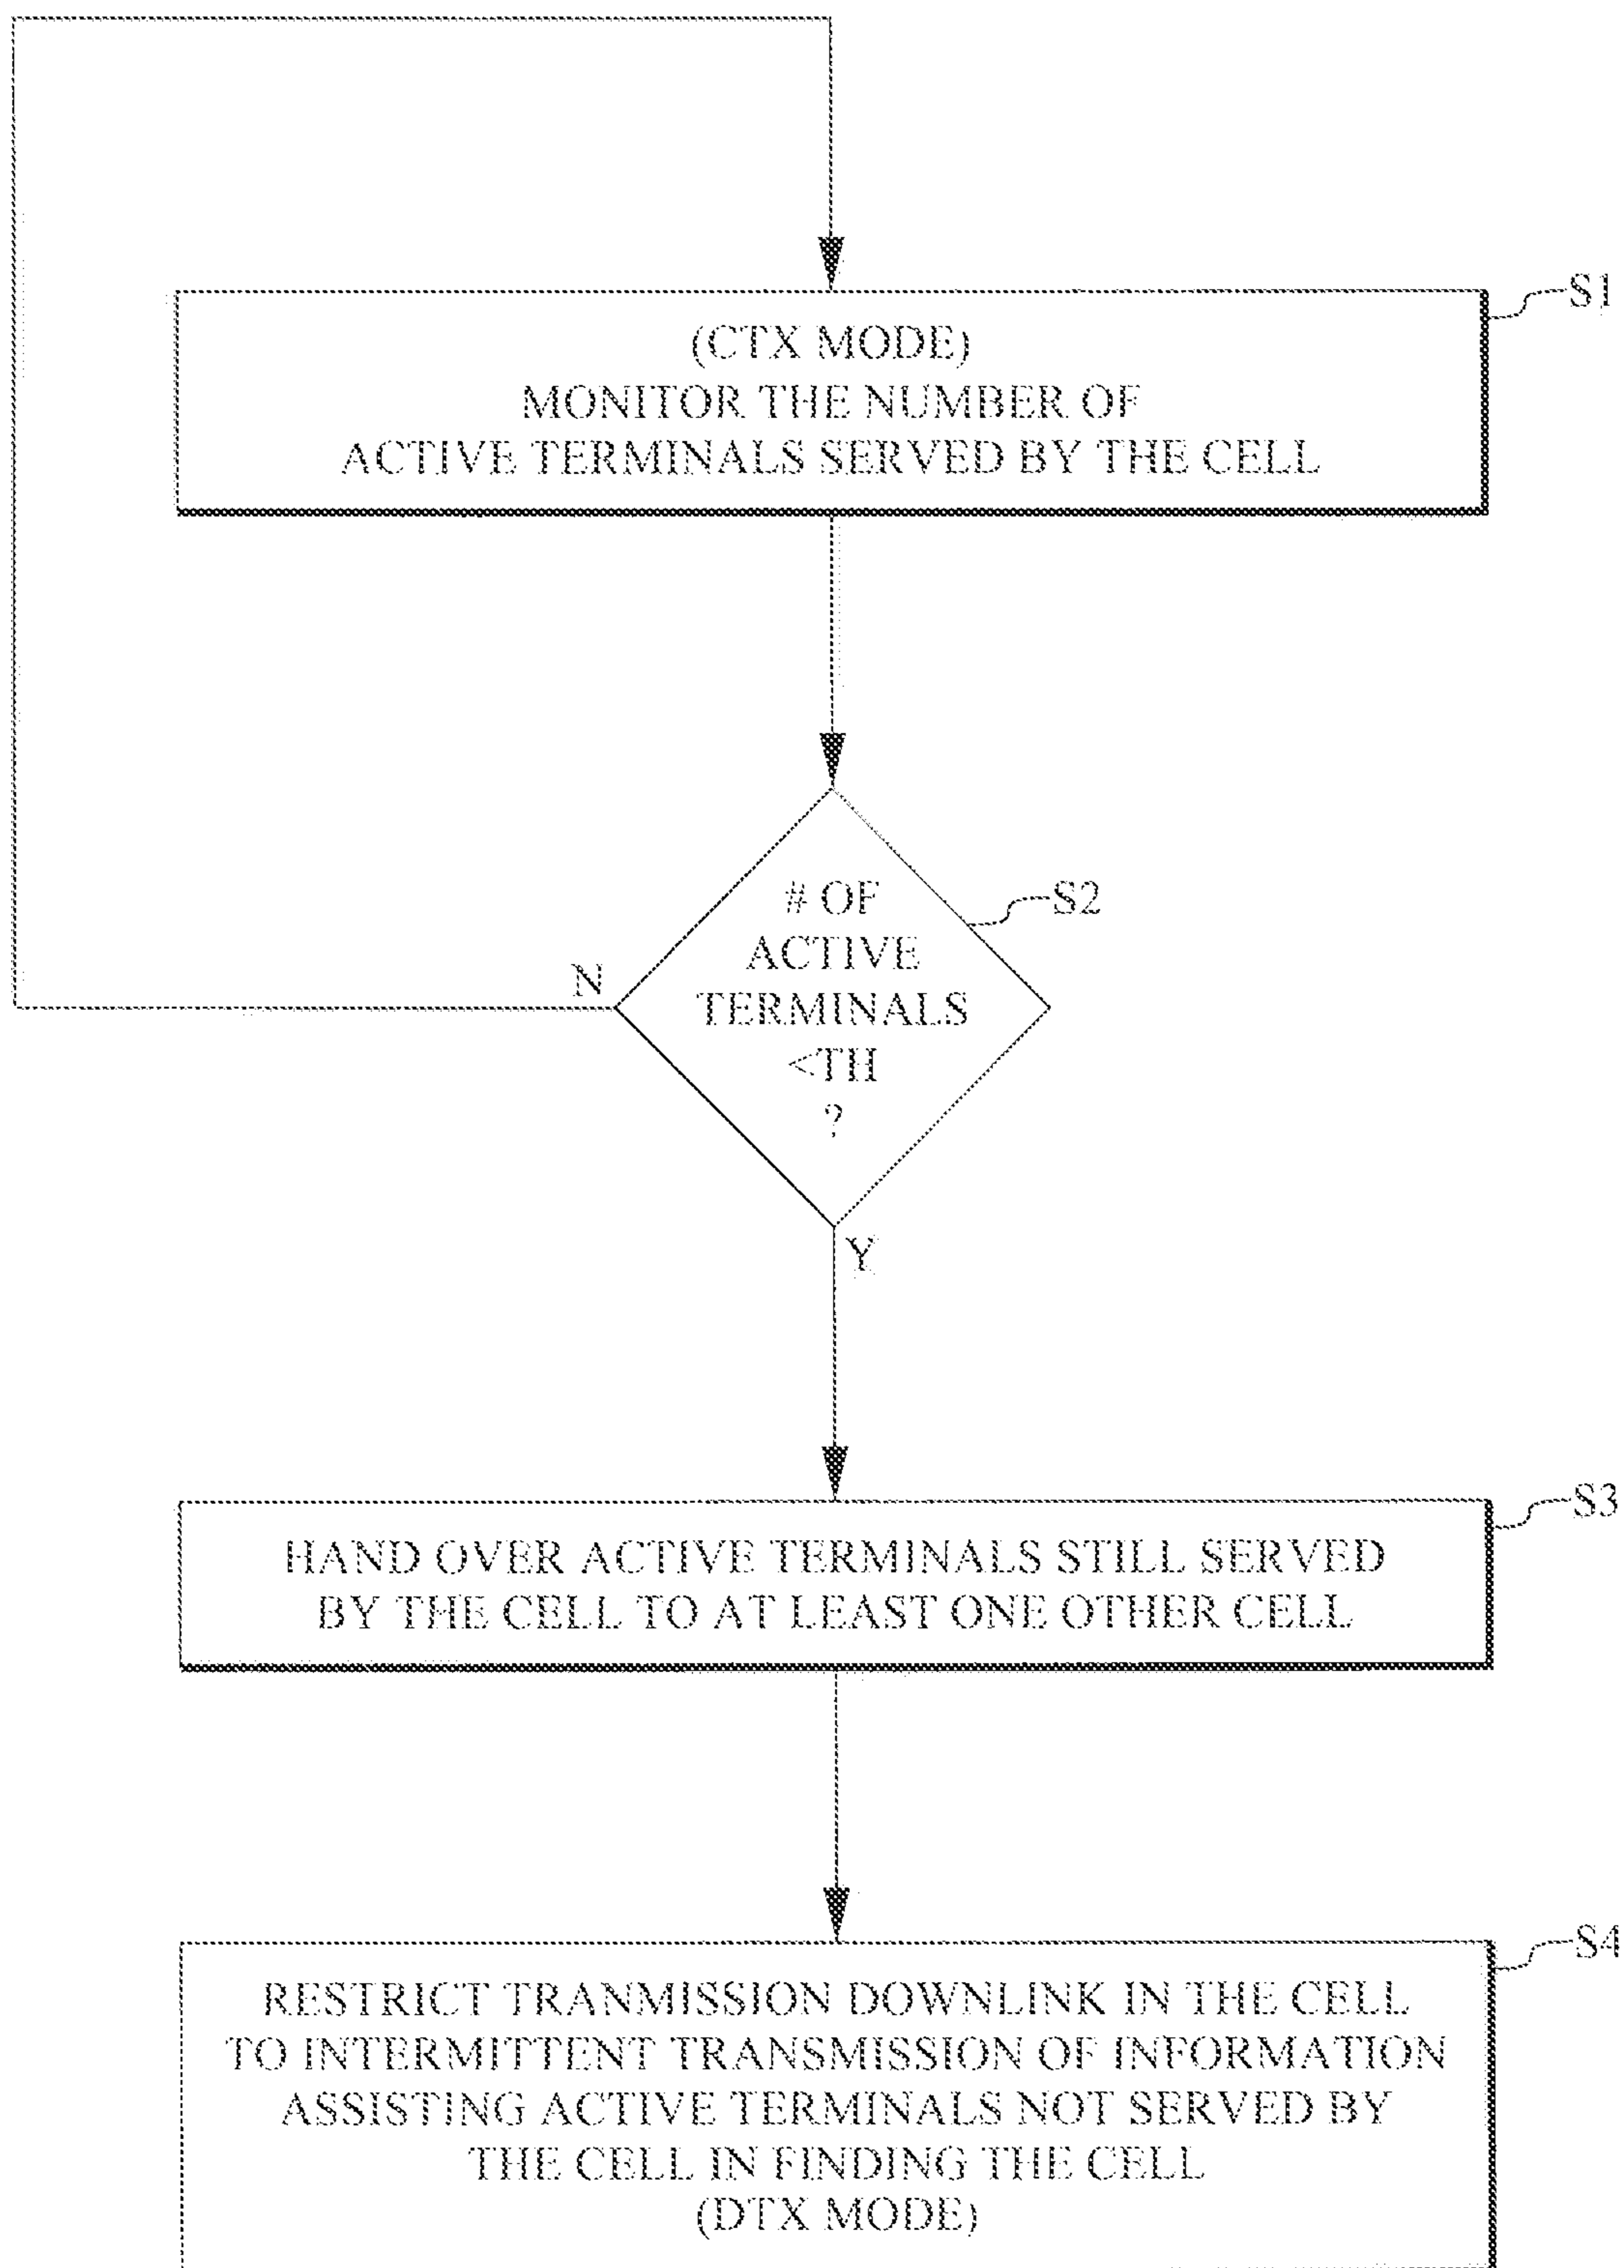 S1
(CTX MODE)
MONITOR THE NUMBER OF
ACTIVE TERMINALS SERVED BY THE CELL
S2
# OF
ACTIVE
TERMINALS
<TH
?
N
Y
S3
HAND OVER ACTIVE TERMINALS STILL SERVED
BY THE CELL TO AT LEAST ONE OTHER CELL
S4
RESTRICT TRANMISSION DOWNLINK IN THE CELL
TO INTERMITTENT TRANSMISSION OF INFORMATION
ASSISTING ACTIVE TERMINALS NOT SERVED BY
THE CELL IN FINDING THE CELL
(DTX MODE)